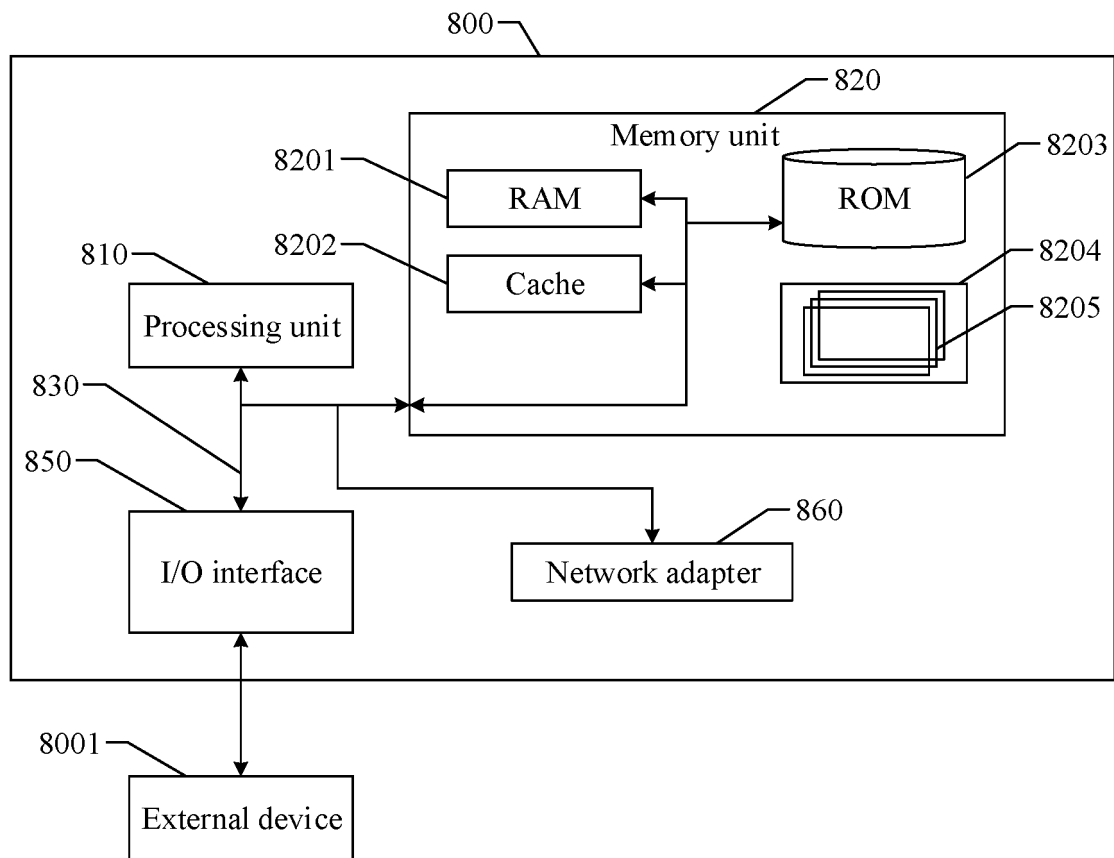 800
820
Memory unit
8201
RAM
8203
ROM
8202
Cache
810
8204
8205
Processing unit
830
850
860
I/O interface
Network adapter
8001
External device